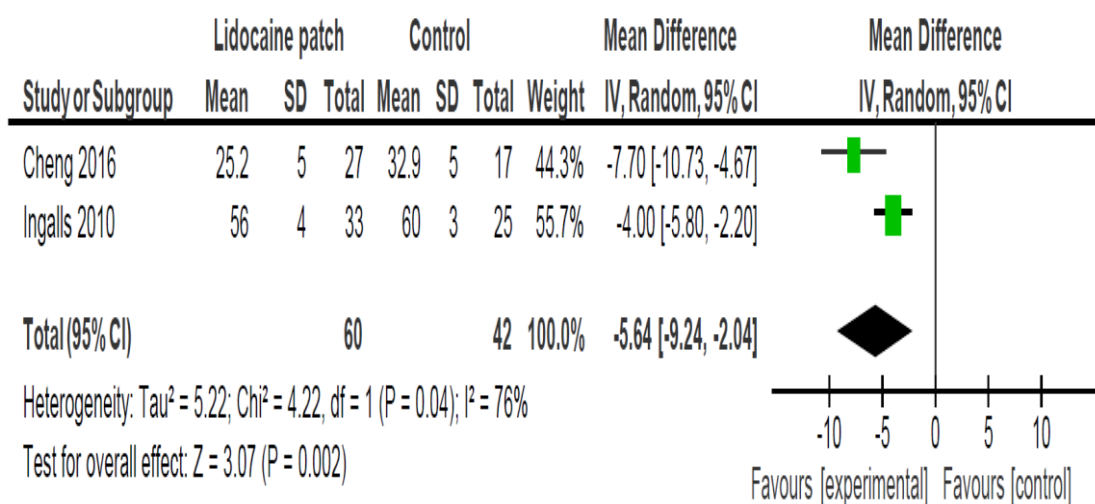 Lidocaine patch Control Mean Difference Mean Difference
Study or Subgroup Mean SD Total Mean SD Total Weight IV, Random, 95% CI IV, Random, 95% CI
Cheng 2016 25.2 5 27 32.9 5 17 44.3% -7.70 [-10.73, -4.67]
Ingalls 2010 56 4 33 60 3 25 55.7% -4.00 [-5.80, -2.20]
Total (95% CI) 60 42 100.0% -5.64 [-9.24, -2.04]
Heterogeneity: Tau² = 5.22; Chi² = 4.22, df = 1 (P = 0.04); I² = 76%
Test for overall effect: Z = 3.07 (P = 0.002)
-10 -5 0 5 10
Favours [experimental] Favours [control]